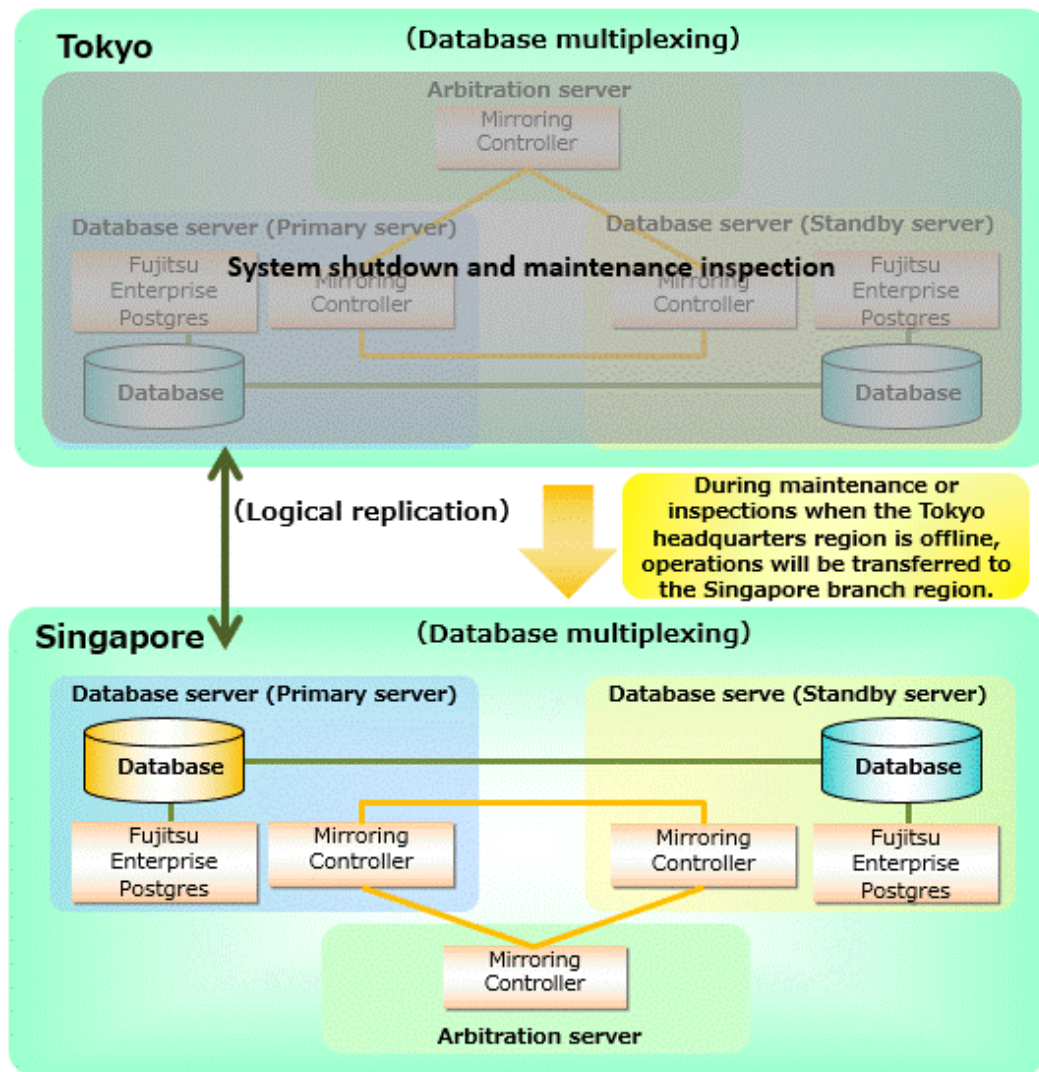 Tokyo
(Database multiplexing)
Arbitration server
Mirroring
Controller
Database server (Primary server)
Database server (Standby server)
System shutdown and maintenance inspection
Fujitsu
Enterprise
Postgres
Mirroring
Controller
Mirroring
Controller
Fujitsu
Enterprise
Postgres
Database
Database
(Logical replication)
During maintenance or
inspections when the Tokyo
headquarters region is offline,
operations will be transferred to
the Singapore branch region.
Singapore
(Database multiplexing)
Database server (Primary server)
Database serve (Standby server)
Database
Database
Fujitsu
Enterprise
Postgres
Mirroring
Controller
Mirroring
Controller
Fujitsu
Enterprise
Postgres
Mirroring
Controller
Arbitration server